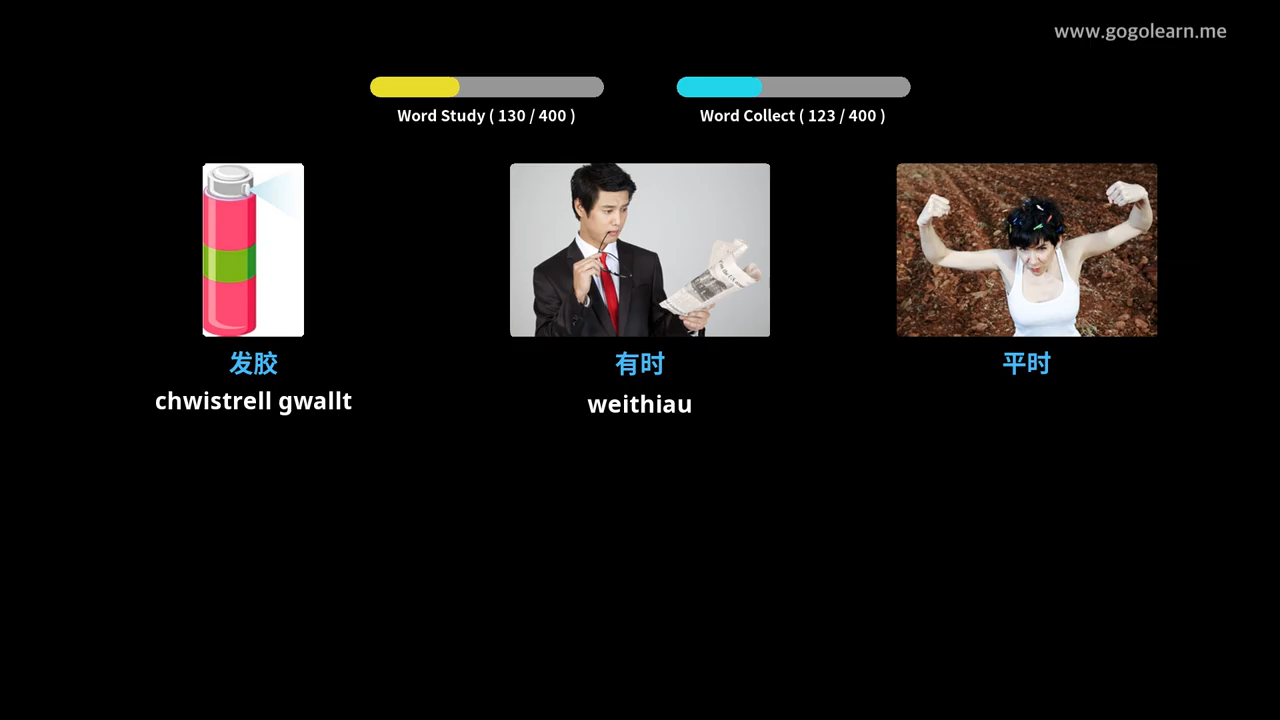 www.gogolearn.me
Word Study ( 130 / 400 )
Word Collect ( 123 / 400 )
发胶
有时
平时
chwistrell gwallt
weithiau